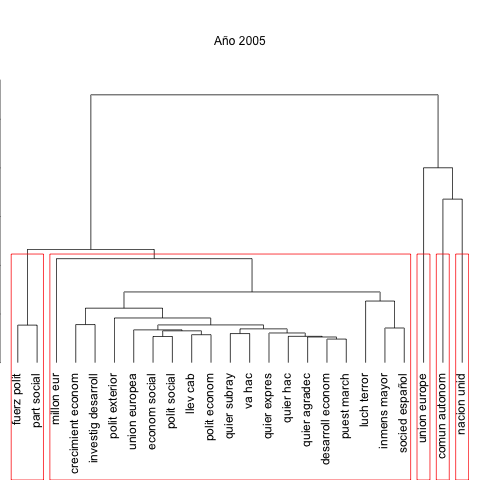 Año 2005
fuerz polit
part social
millon eur
crecimient econom
investig desarroll
polit exterior
union europea
econom social
polit social
llev cab
polit econom
quier subray
va hac
quier expres
quier hac
quier agradec
desarroll econom
puest march
luch terror
inmens mayor
socied español
union europe
comun autonom
nacion unid